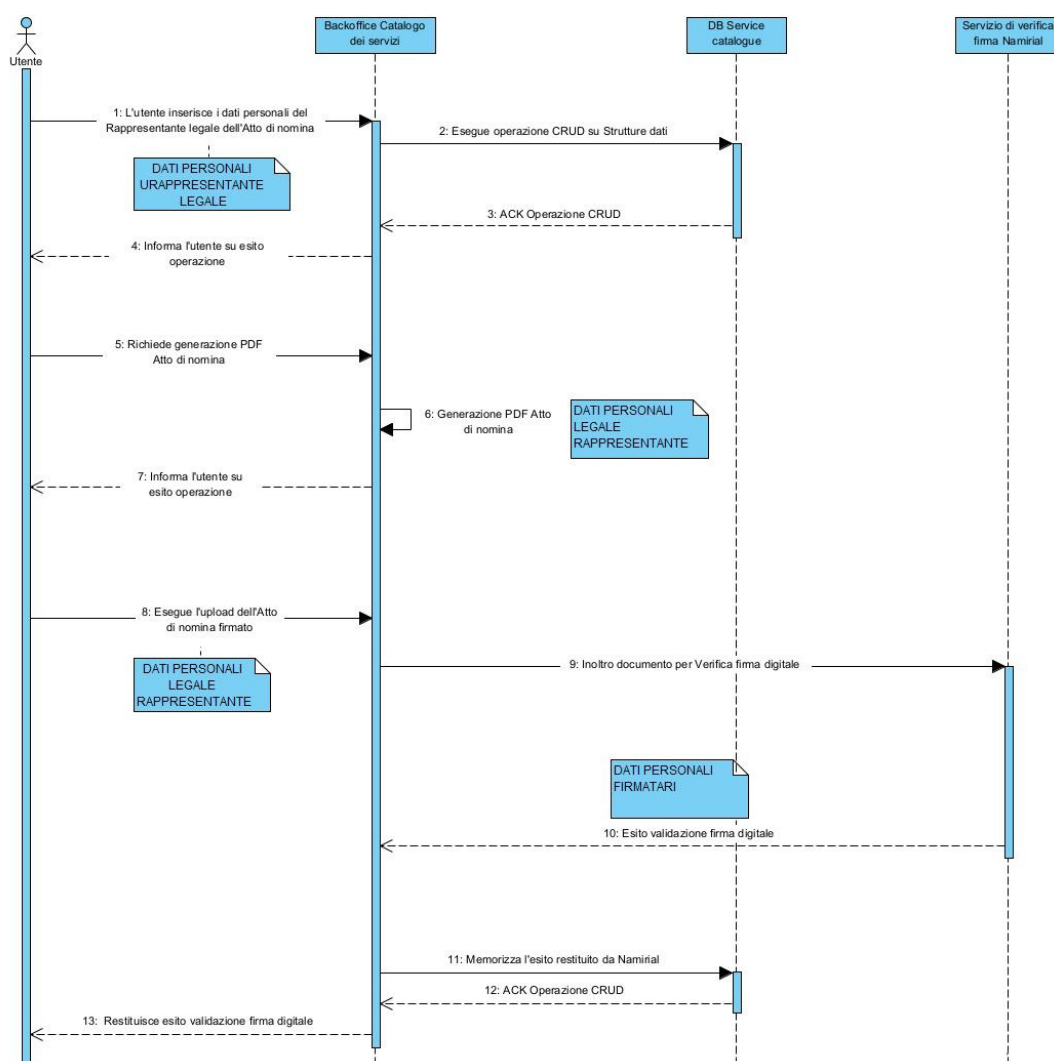 Utente
Backoffice Catalogo
dei servizi
DB Service
catalogue
Servizio di verifica
firma Namirial
1: L'utente inserisce i dati personali del
Rappresentante legale dell'Atto di nomina
DATI PERSONALI
URAPPRESENTANTE
LEGALE
2: Esegue operazione CRUD su Strutture dati
3: ACK Operazione CRUD
4: Informa l'utente su esito
operazione
5: Richiede generazione PDF
Atto di nomina
6: Generazione PDF Atto
di nomina
DATI PERSONALI
LEGALE
RAPPRESENTANTE
7: Informa l'utente su
esito operazione
8: Esegue l'upload dell'Atto
di nomina firmato
DATI PERSONALI
LEGALE
RAPPRESENTANTE
9: Inoltro documento per Verifica firma digitale
DATI PERSONALI
FIRMATARI
10: Esito validazione firma digitale
11: Memorizza l'esito restituito da Namirial
12: ACK Operazione CRUD
13: Restituisce esito validazione firma digitale